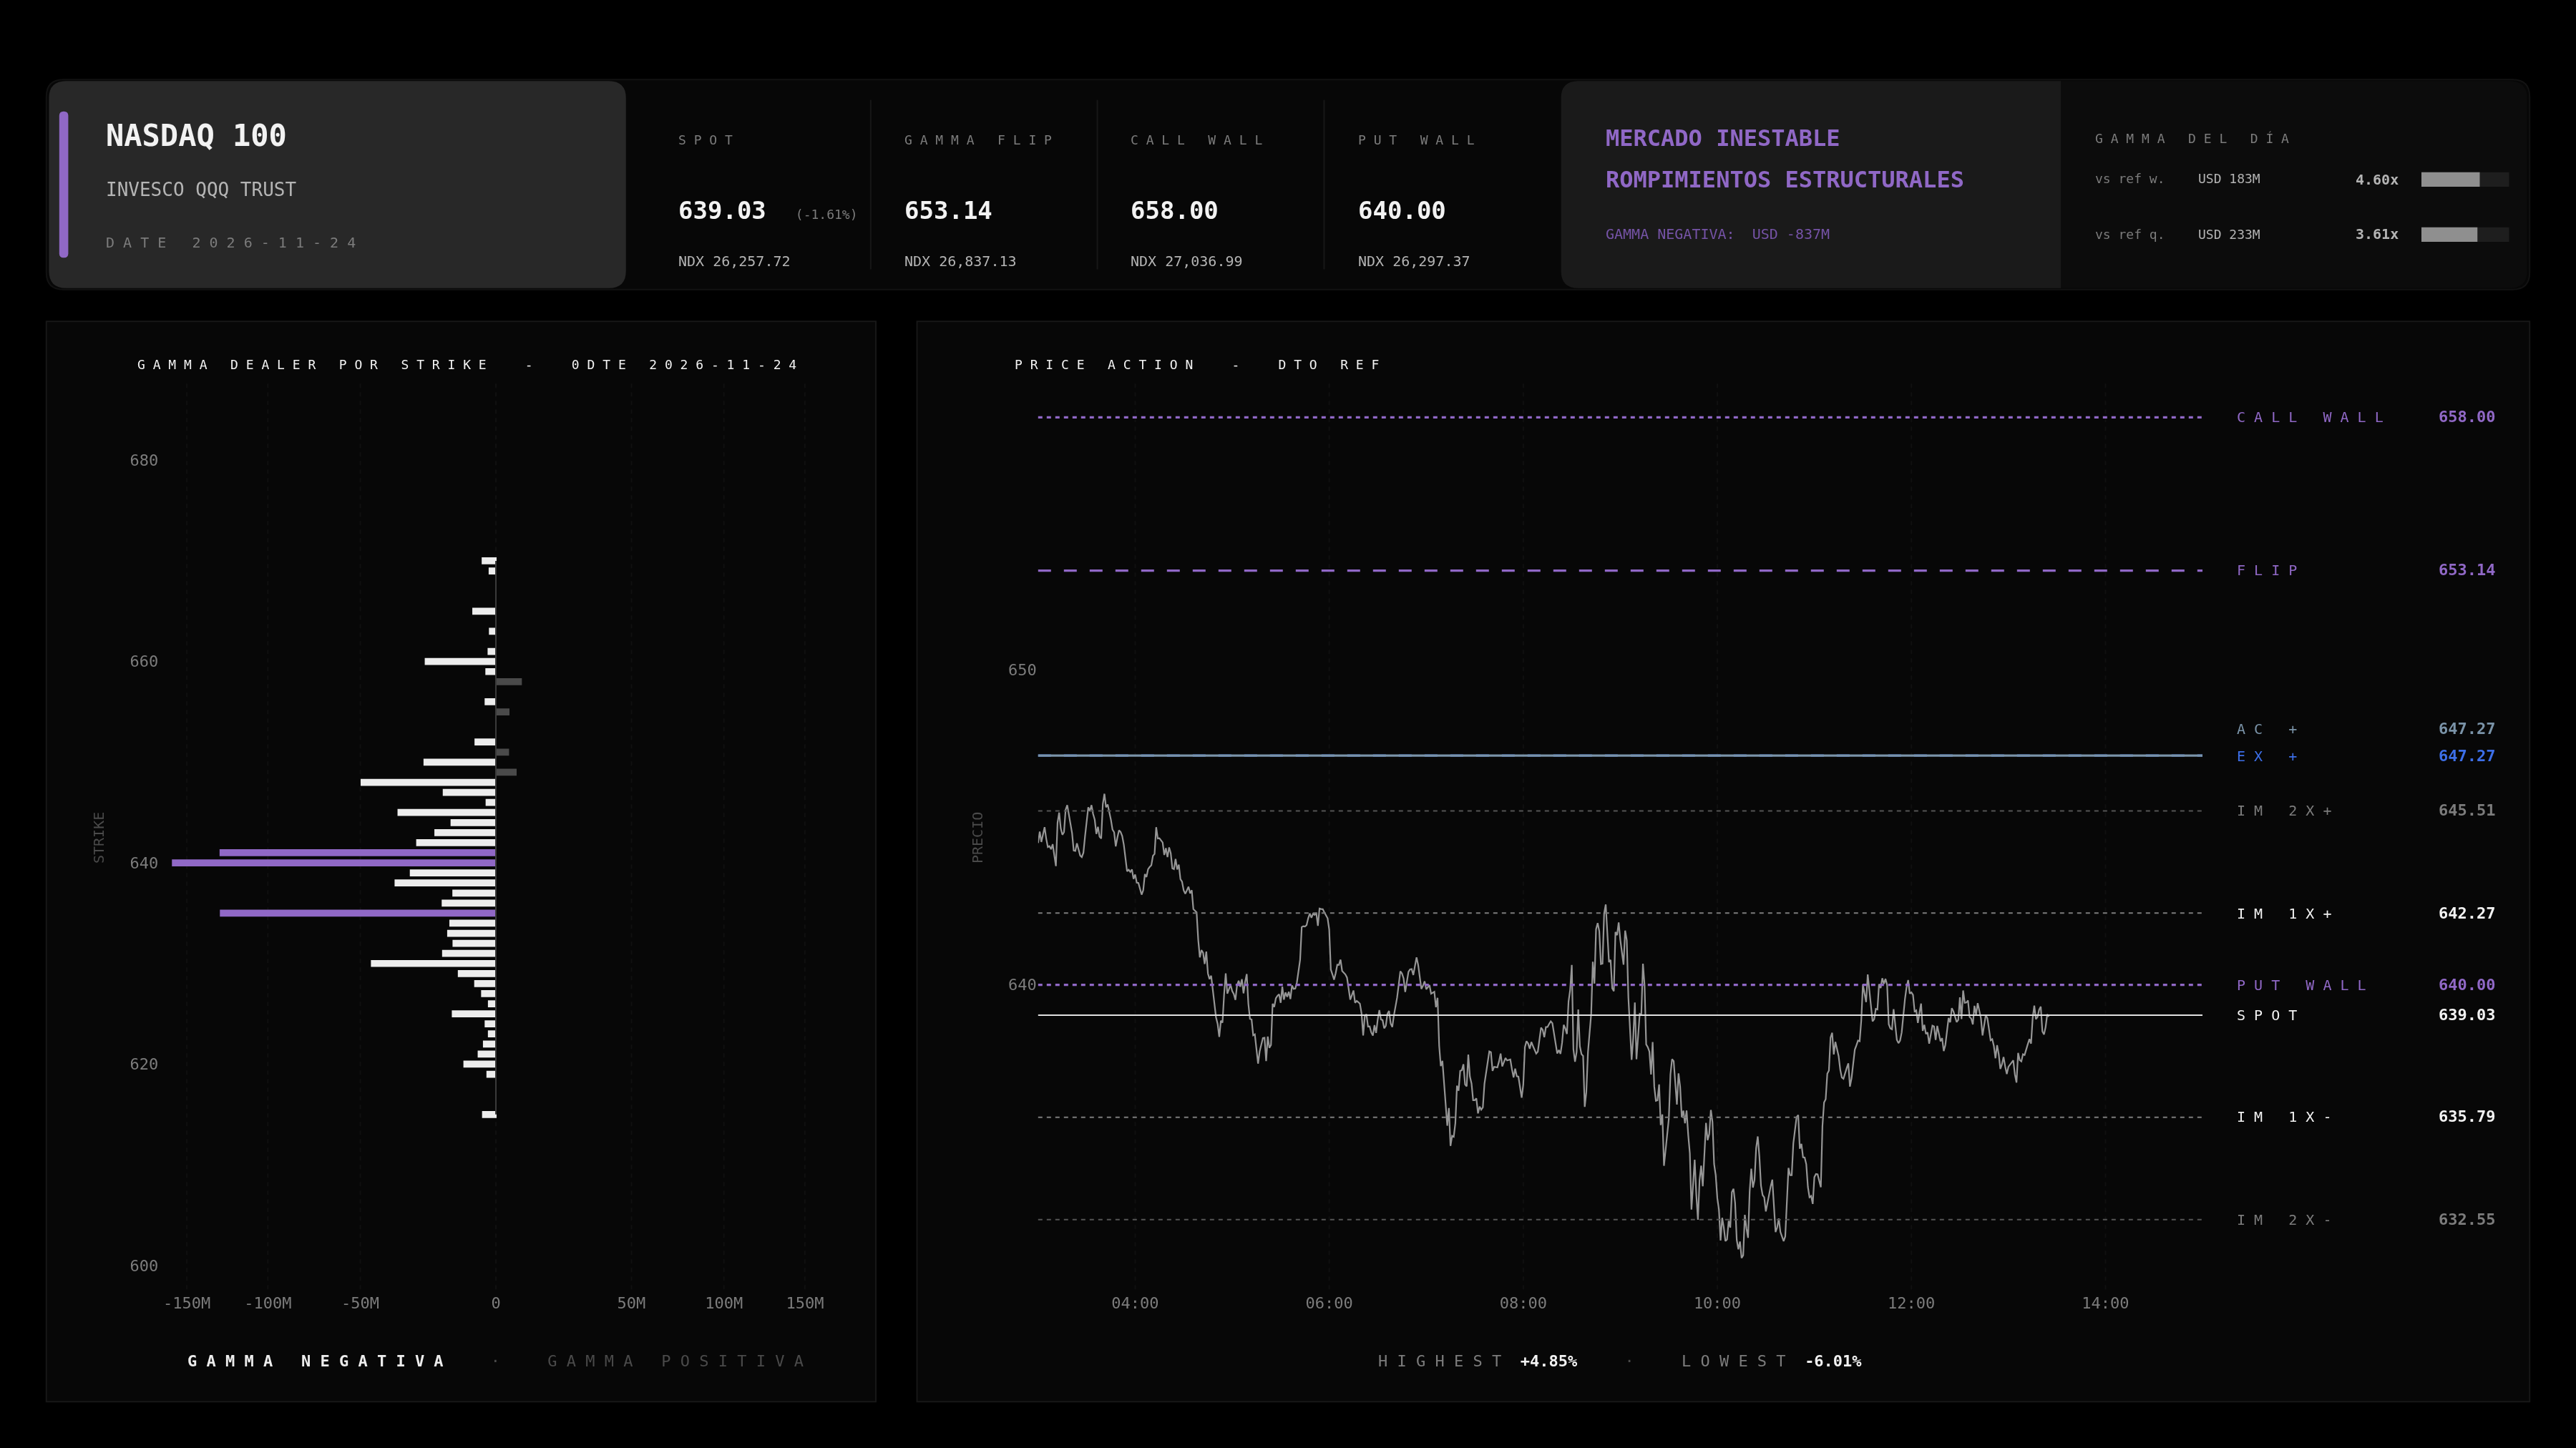 NASDAQ 100
INVESCO QQQ TRUST
DATE 2026-11-24
SPOT
639.03 (-1.61%)
NDX 26,257.72
GAMMA FLIP
653.14
NDX 26,837.13
CALL WALL
658.00
NDX 27,036.99
PUT WALL
640.00
NDX 26,297.37
MERCADO INESTABLE
ROMPIMIENTOS ESTRUCTURALES
GAMMA NEGATIVA: USD -837M
GAMMA DEL DÍA
vs ref w. USD 183M 4.60x
vs ref q. USD 233M 3.61x
GAMMA DEALER POR STRIKE - 0DTE 2026-11-24
STRIKE
680
660
640
620
600
-150M -100M -50M 0 50M 100M 150M
GAMMA NEGATIVA · GAMMA POSITIVA
PRICE ACTION - DTO REF
PRECIO
650
640
CALL WALL 658.00
FLIP 653.14
AC + 647.27
EX + 647.27
IM 2X+ 645.51
IM 1X+ 642.27
PUT WALL 640.00
SPOT 639.03
IM 1X- 635.79
IM 2X- 632.55
04:00 06:00 08:00 10:00 12:00 14:00
HIGHEST +4.85% · LOWEST -6.01%